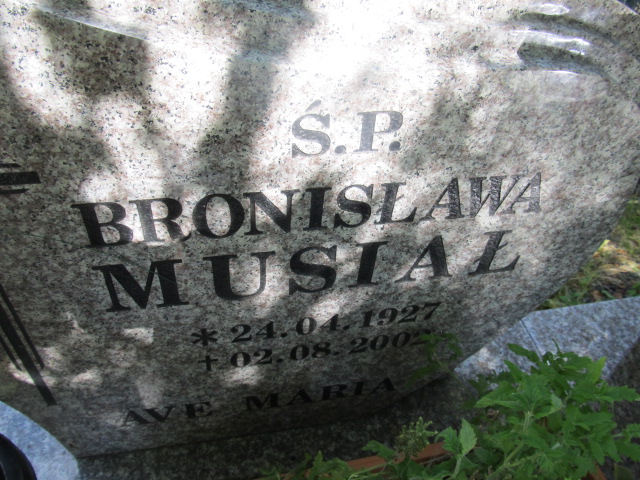 Ś.P.
BRONISŁAWA
MUSIAŁ
* 24.04.1927
+ 02.08.2002
AVE MARIA